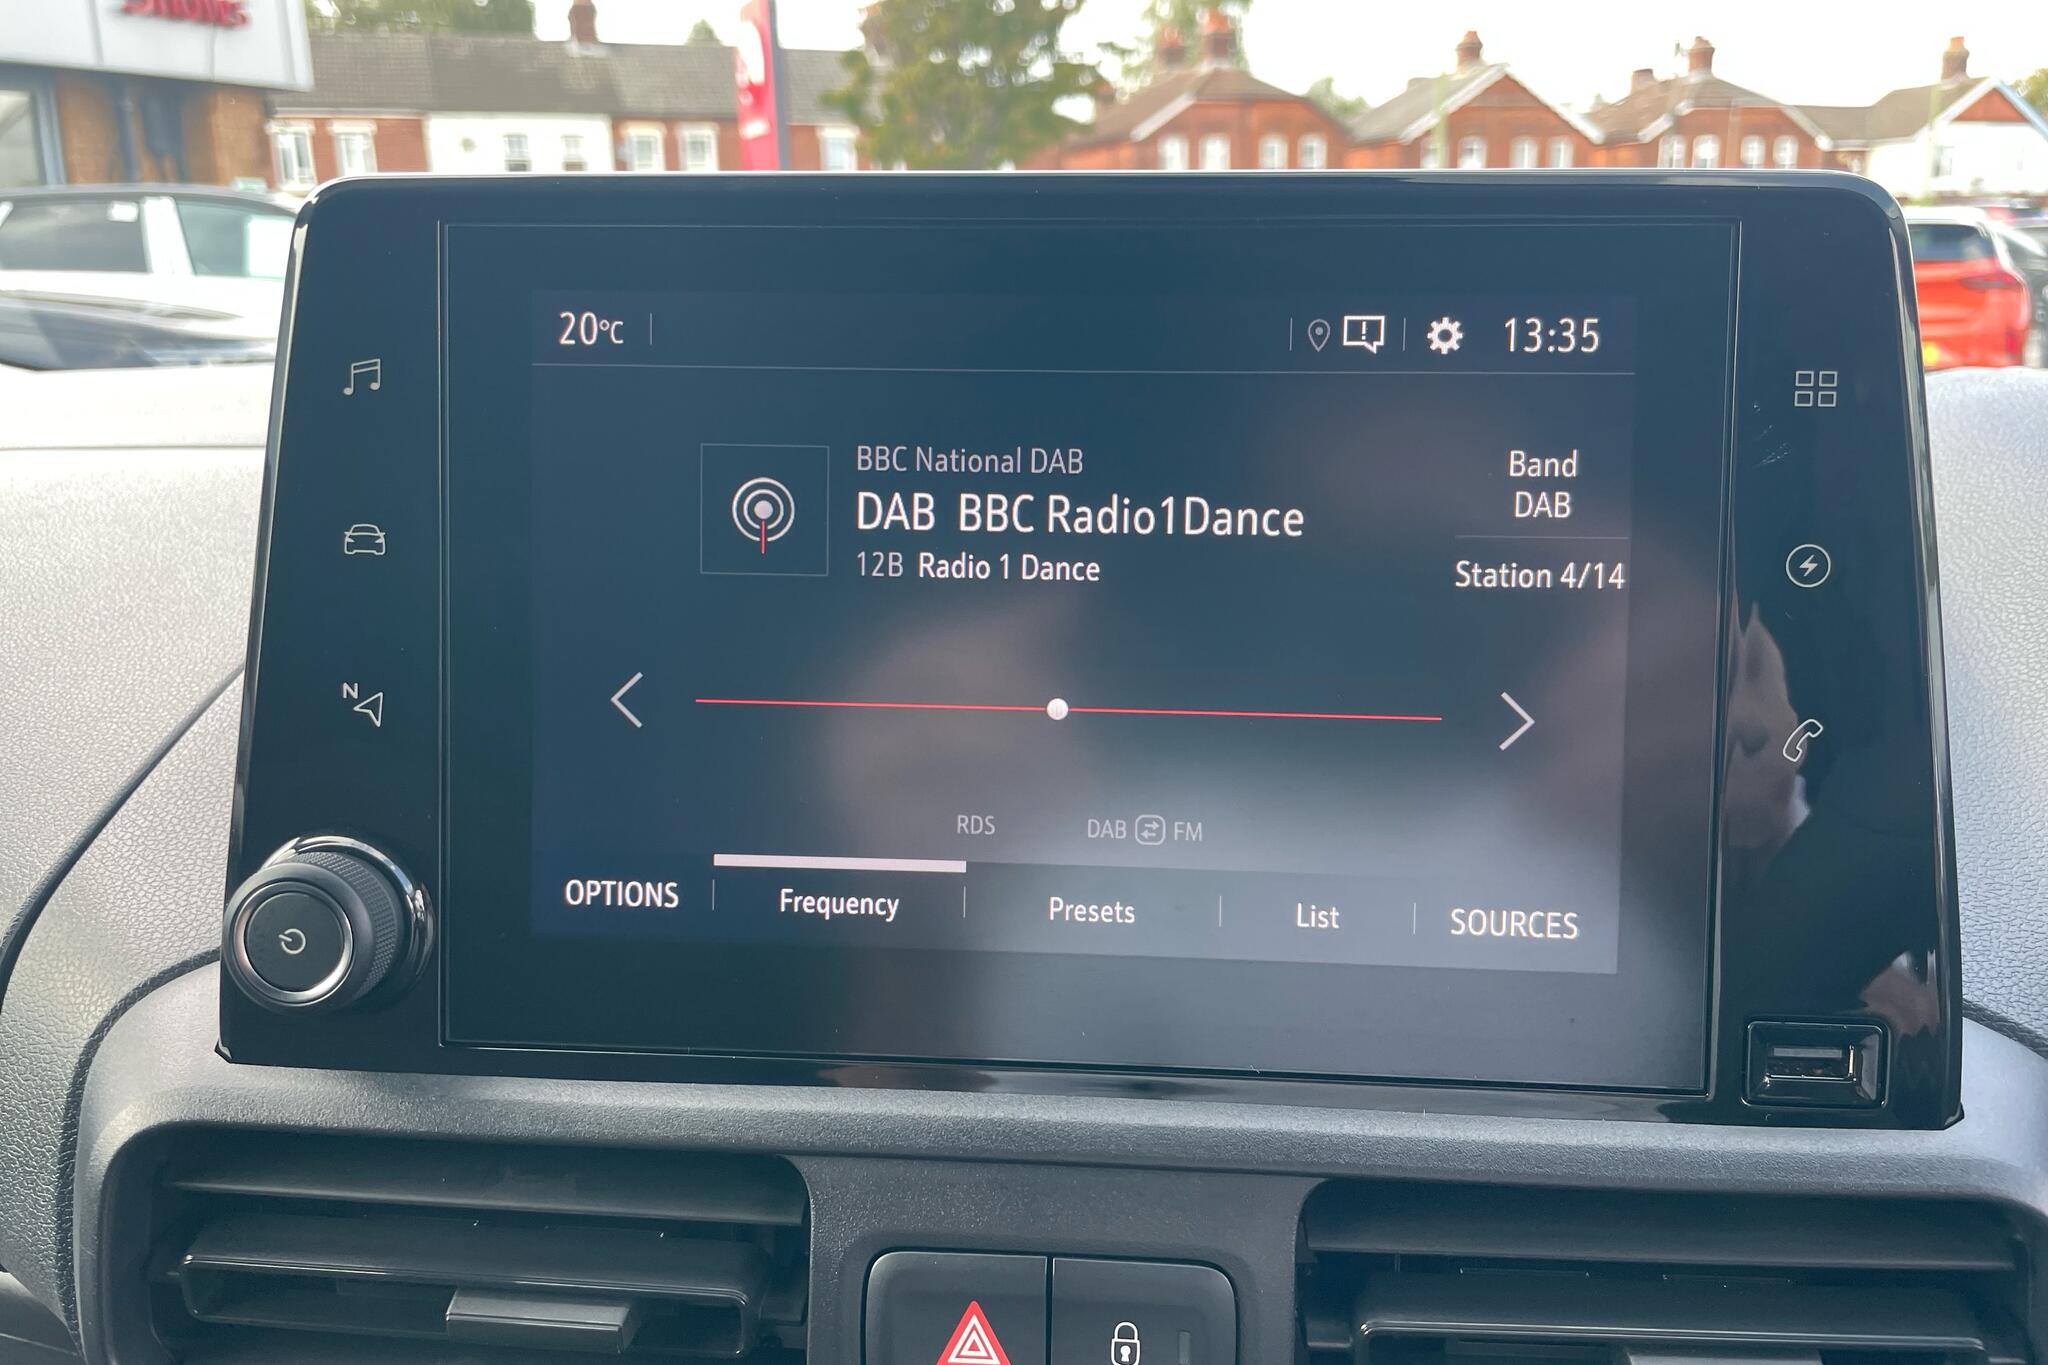 20°C
13:35
BBC National DAB
DAB BBC Radio1Dance
12B Radio 1 Dance
Band
DAB
Station 4/14
N
RDS
DAB FM
OPTIONS
Frequency
Presets
List
SOURCES